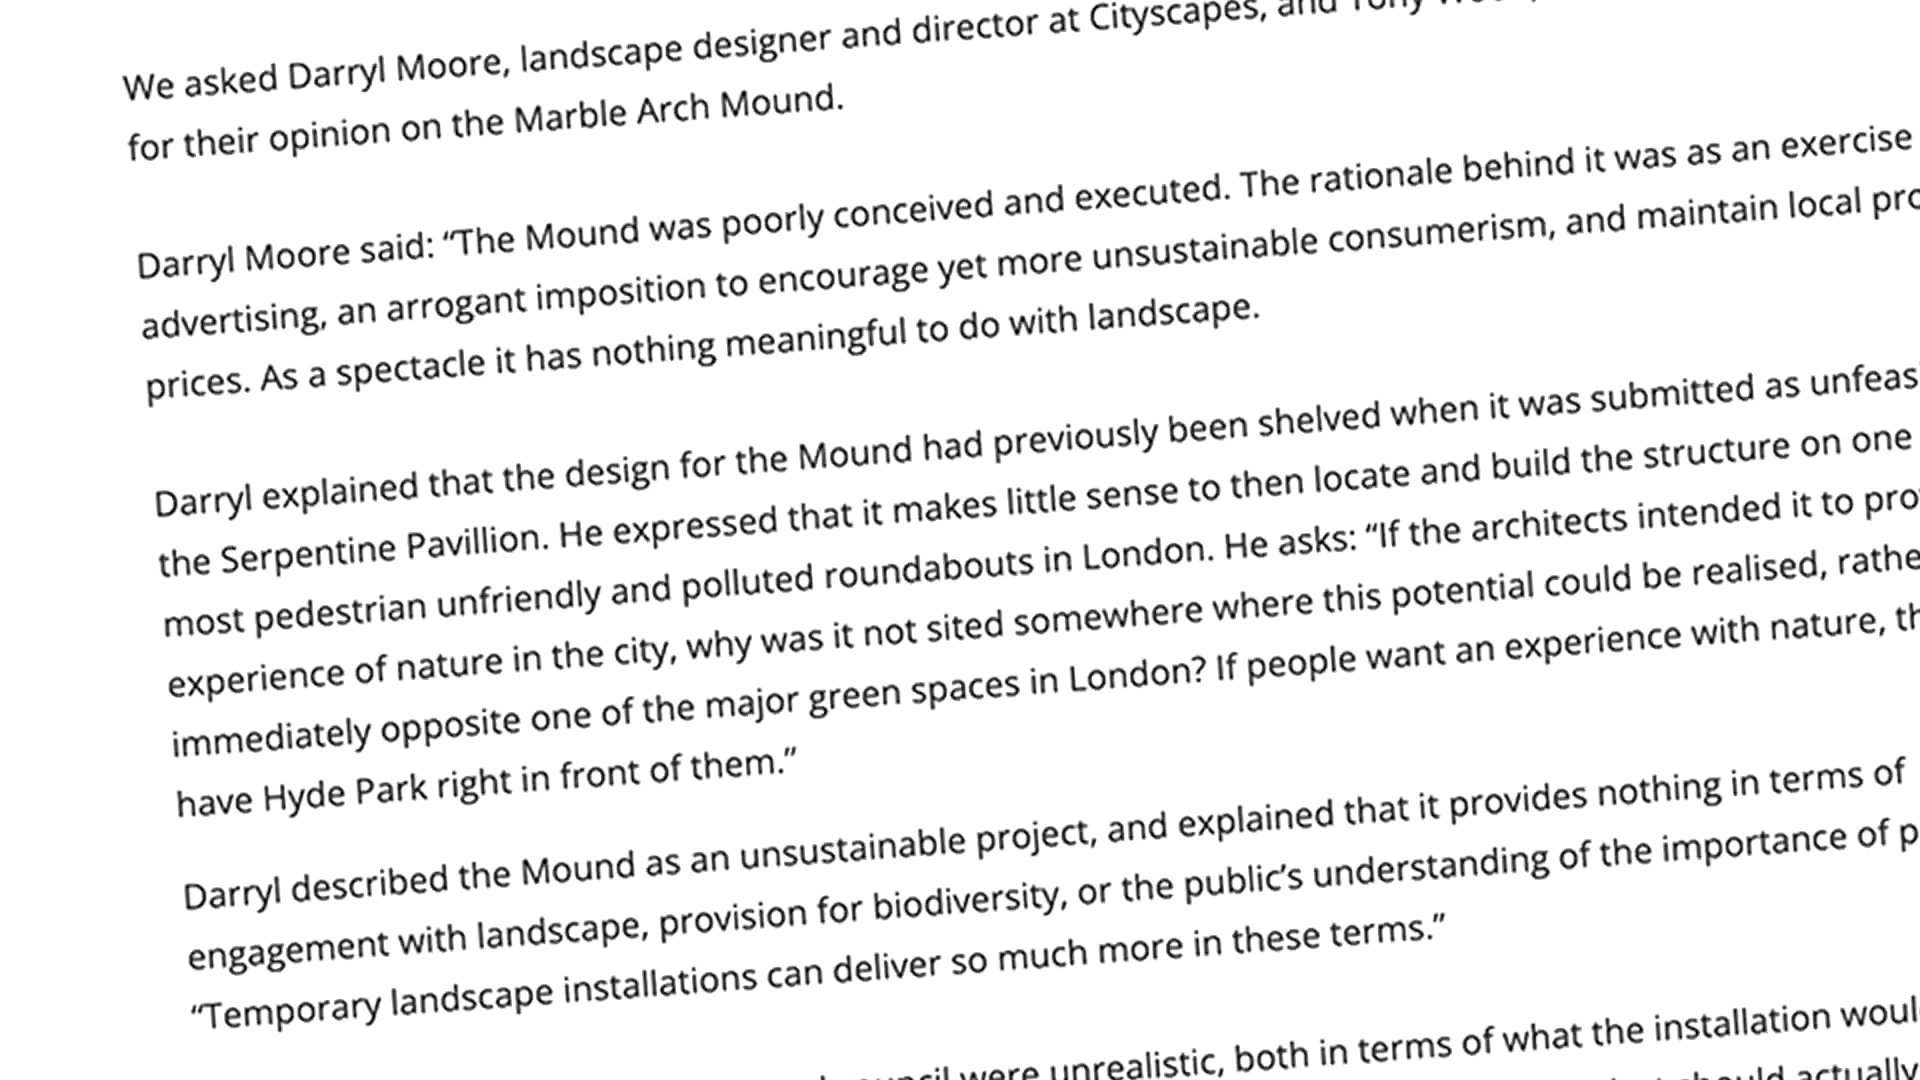 We asked Darryl Moore, landscape designer and director at Cityscapes, and Tony
for their opinion on the Marble Arch Mound.
Darryl Moore said: “The Mound was poorly conceived and executed. The rationale behind it was as an exercise
advertising, an arrogant imposition to encourage yet more unsustainable consumerism, and maintain local
prices. As a spectacle it has nothing meaningful to do with landscape.
Darryl explained that the design for the Mound had previously been shelved when it was submitted as
the Serpentine Pavillion. He expressed that it makes little sense to then locate and build the structure on one
most pedestrian unfriendly and polluted roundabouts in London. He asks: “If the architects intended it to
experience of nature in the city, why was it not sited somewhere where this potential could be realised,
immediately opposite one of the major green spaces in London? If people want an experience with nature,
have Hyde Park right in front of them.”
Darryl described the Mound as an unsustainable project, and explained that it provides nothing in terms of
engagement with landscape, provision for biodiversity, or the public’s understanding of the importance of
“Temporary landscape installations can deliver so much more in these terms.”
were unrealistic, both in terms of what the installation
should actually